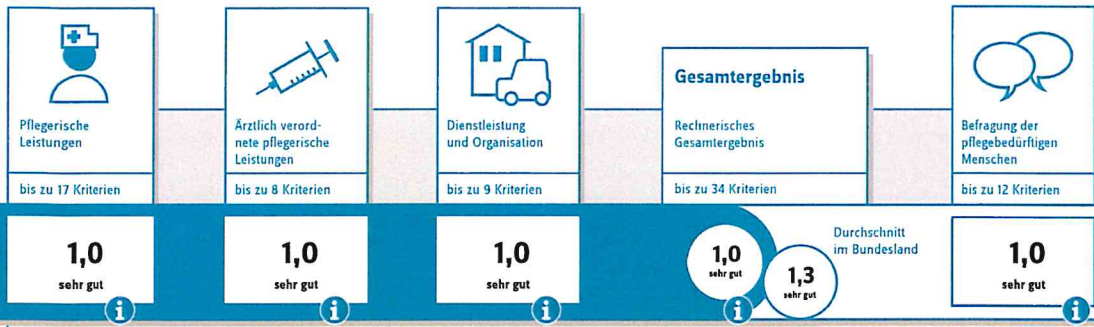 Pflegerische
Leistungen
bis zu 17 Kriterien
1,0
sehr gut
i
Ärztlich verord-
nete pflegerische
Leistungen
bis zu 8 Kriterien
1,0
sehr gut
i
Dienstleistung
und Organisation
bis zu 9 Kriterien
1,0
sehr gut
i
Gesamtergebnis
Rechnerisches
Gesamtergebnis
bis zu 34 Kriterien
1,0
sehr gut
i
1,3
sehr gut
Durchschnitt
im Bundesland
Befragung der
pflegebedürftigen
Menschen
bis zu 12 Kriterien
1,0
sehr gut
i